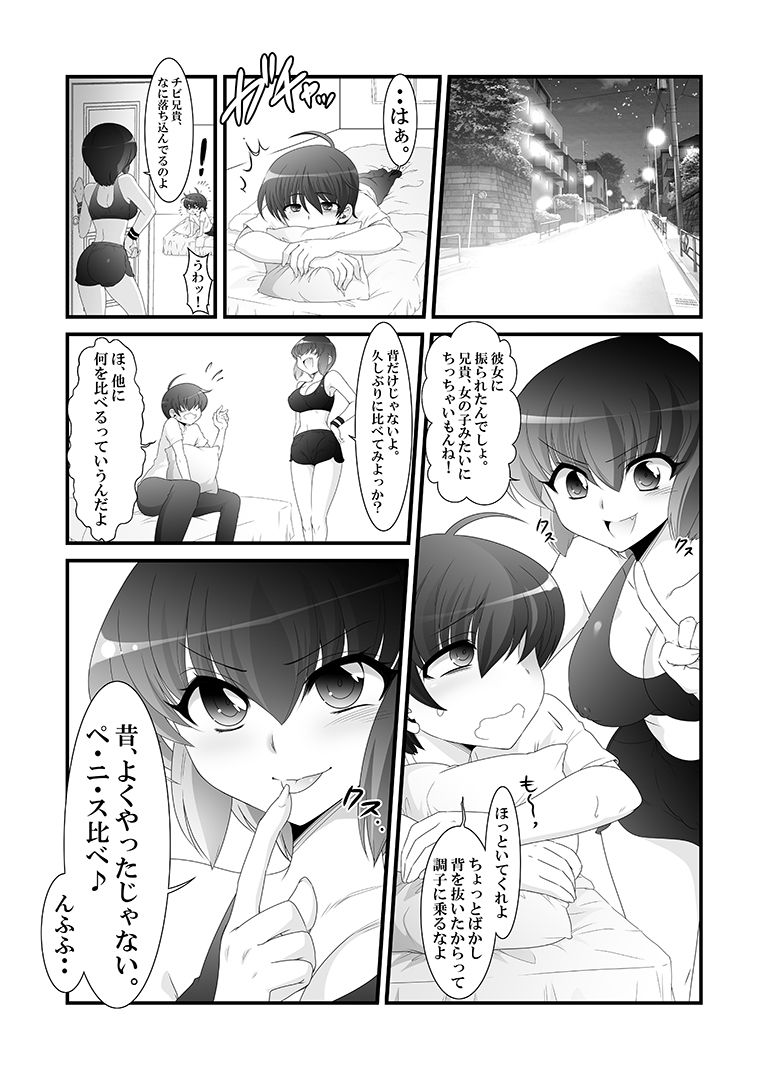 ‥はぁ。
ガチャッ
チビ兄貴、
なに落ち込んでるのよ
！
うわッ！
彼女に
振られたんでしょ。
兄貴、女の子みたいに
ちっちゃいもんね！
クス
クス
も～
ほっといてくれよ
ちょっとばかし
背を抜いたからって
調子に乗るなよ
背だけじゃないよ。
久しぶりに比べてみよっか？
ほ、他に
何を比べるっていうんだよ
昔、よくやったじゃない。
ペ・ニ・ス比べ♪
クス‥
んふふ‥